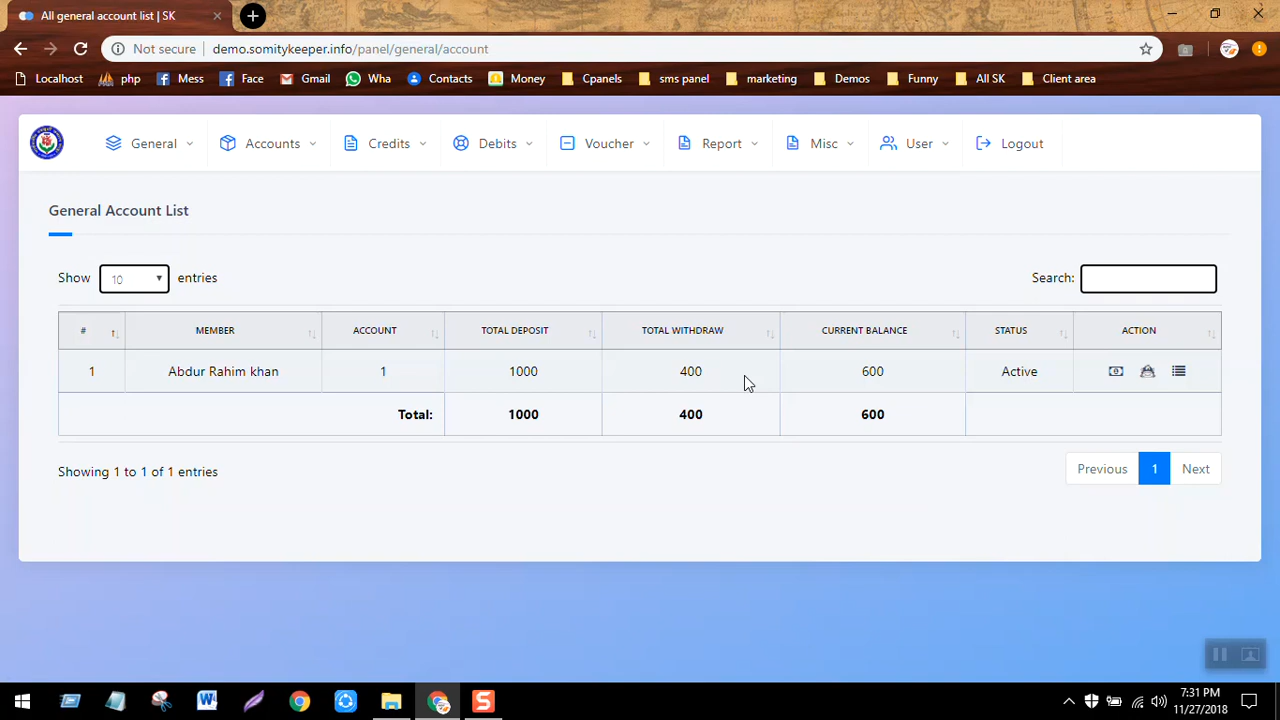 All general account list | SK
Not secure | demo.somitykeeper.info/panel/general/account
Localhost php Mess Face Gmail Wha Contacts Money Cpanels sms panel marketing Demos Funny All SK Client area
General Accounts Credits Debits Voucher Report Misc User Logout
General Account List
Show 10 entries Search:
# MEMBER ACCOUNT TOTAL DEPOSIT TOTAL WITHDRAW CURRENT BALANCE STATUS ACTION
1 Abdur Rahim khan 1 1000 400 600 Active
Total: 1000 400 600
Showing 1 to 1 of 1 entries Previous 1 Next
7:31 PM
11/27/2018